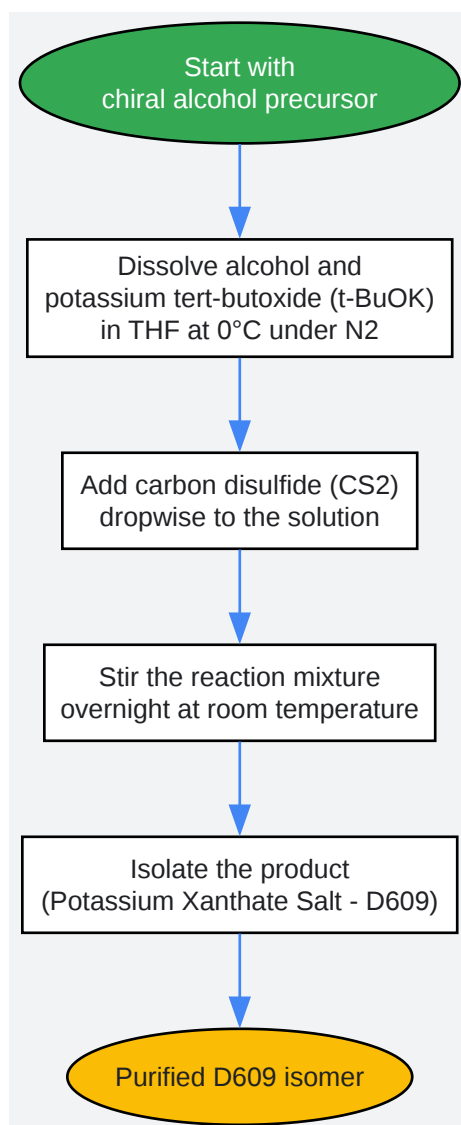 Start with
chiral alcohol precursor
Dissolve alcohol and
potassium tert-butoxide (t-BuOK)
in THF at 0°C under N2
Add carbon disulfide (CS2)
dropwise to the solution
Stir the reaction mixture
overnight at room temperature
Isolate the product
(Potassium Xanthate Salt - D609)
Purified D609 isomer